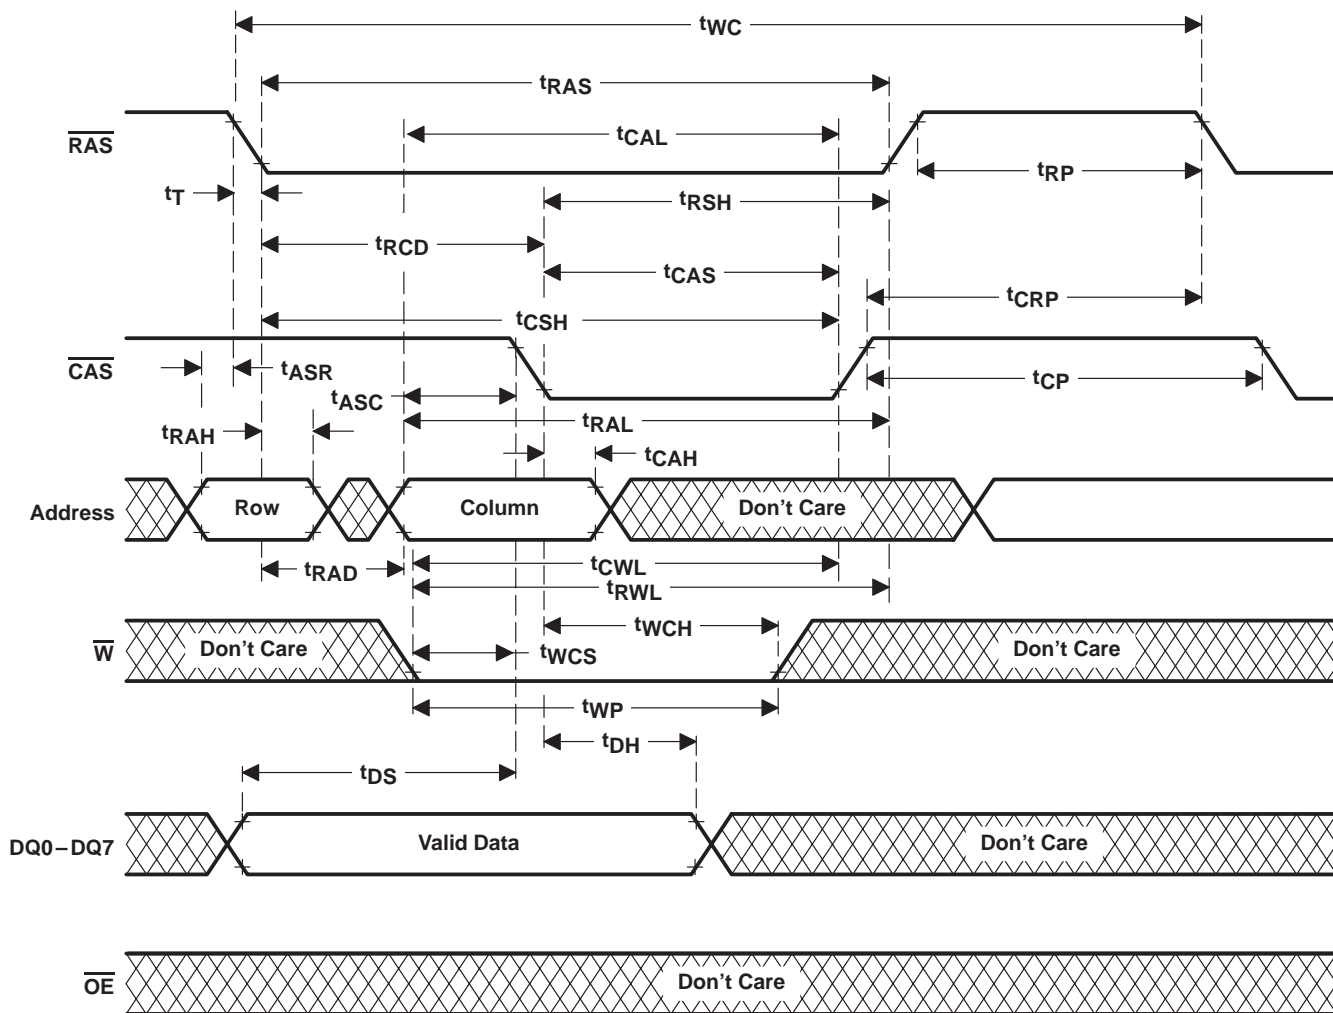 tWC
tRAS
RAS
tCAL
tRP
tT
tRSH
tRCD
tCAS
tCRP
tCSH
CAS
tASR
tCP
tASC
tRAL
tRAH
tCAH
Address
Row
Column
Don't Care
tRAD
tCWL
tRWL
W
Don't Care
tWCH
Don't Care
tWCS
tWP
tDH
tDS
DQ0–DQ7
Valid Data
Don't Care
OE
Don't Care